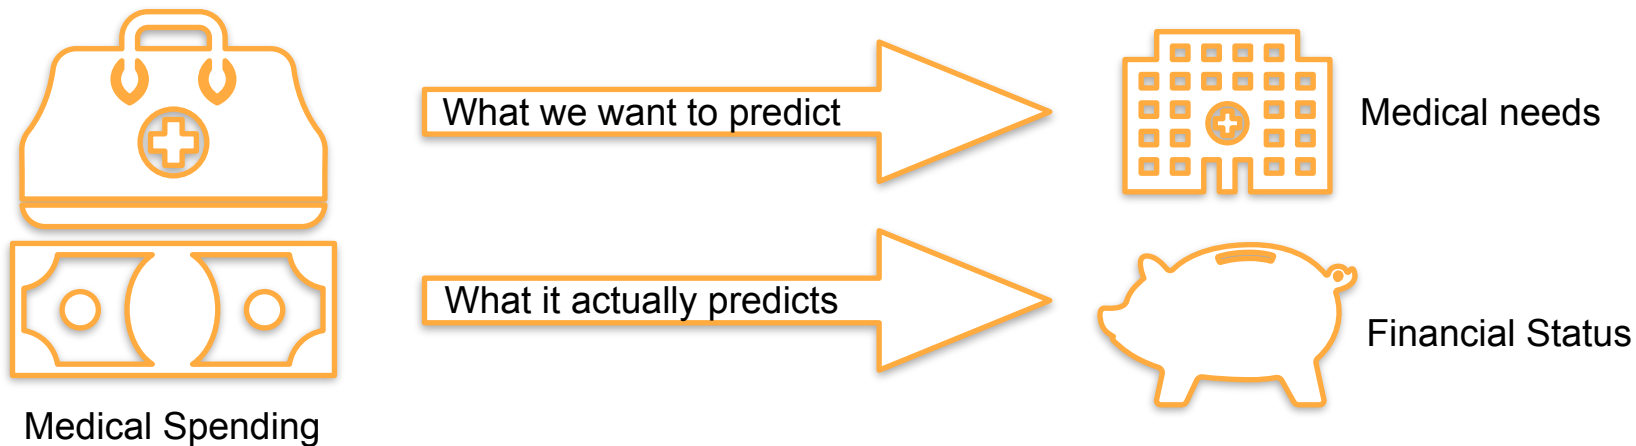 What we want to predict
Medical needs
What it actually predicts
Financial Status
Medical Spending